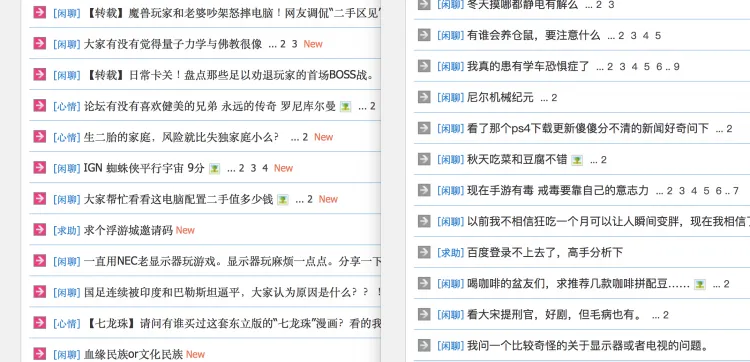 [闲聊] 【转载】魔兽玩家和老婆吵架怒摔电脑！网友调侃“二手区见”
[闲聊] 大家有没有觉得量子力学与佛教很像 ... 2 3 New
[闲聊] 【转载】日常卡关！盘点那些足以劝退玩家的首场BOSS战。
[心情] 论坛有没有喜欢健美的兄弟 永远的传奇 罗尼库尔曼 ... 2
[心情] 生二胎的家庭，风险就比失独家庭小么？ ... 2 New
[闲聊] IGN 蜘蛛侠平行宇宙 9分 ... 2 3 4 New
[闲聊] 大家帮忙看看这电脑配置二手值多少钱 ... 2 New
[求助] 求个浮游城邀请码 New
[闲聊] 一直用NEC老显示器玩游戏。显示器玩麻烦一点点。分享一下
[闲聊] 国足连续被印度和巴勒斯坦逼平，大家认为原因是什么？？！
[心情] 【七龙珠】请问有谁买过这套东立版的“七龙珠”漫画？看的我
[闲聊] 血缘民族or文化民族 New
[闲聊] 冬天摸哪都静电有解么 ... 2 3
[闲聊] 有谁会养仓鼠，要注意什么 ... 2 3 4 5
[闲聊] 我真的患有学车恐惧症了 ... 2 3 4 5 6 .. 9
[闲聊] 尼尔机械纪元 ... 2
[闲聊] 看了那个ps4下载更新傻傻分不清的新闻好奇问下 ... 2
[闲聊] 秋天吃菜和豆腐不错 ... 2
[闲聊] 现在手游有毒 戒毒要靠自己的意志力 ... 2 3 4 5 6 .. 7
[闲聊] 以前我不相信狂吃一个月可以让人瞬间变胖，现在我相信了
[求助] 百度登录不上去了，高手分析下
[闲聊] 喝咖啡的盆友们，求推荐几款咖啡拼配豆...... ... 2
[闲聊] 看大宋提刑官，好剧，但毛病也有。 ... 2
[闲聊] 我问一个比较奇怪的关于显示器或者电视的问题。